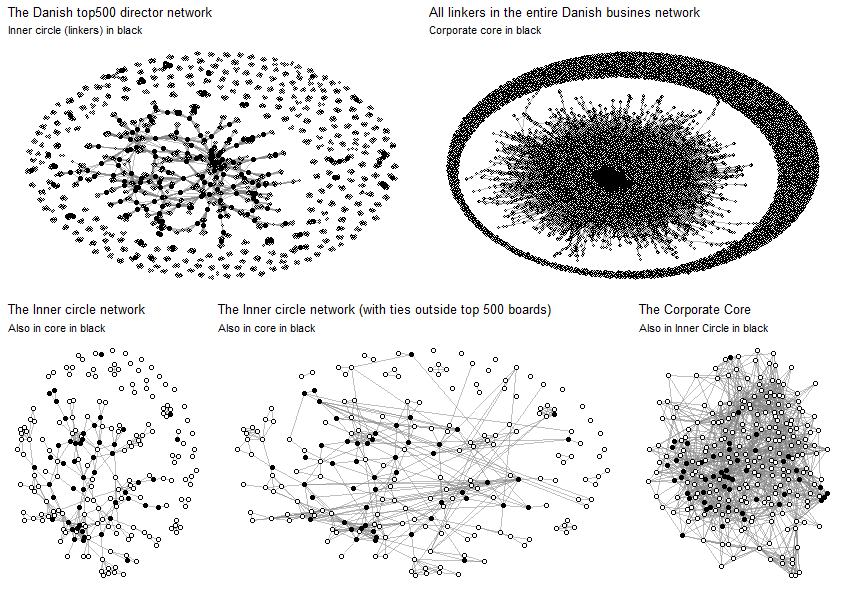 The Danish top500 director network
Inner circle (linkers) in black
All linkers in the entire Danish busines network
Corporate core in black
The Inner circle network
Also in core in black
The Inner circle network (with ties outside top 500 boards)
Also in core in black
The Corporate Core
Also in Inner Circle in black